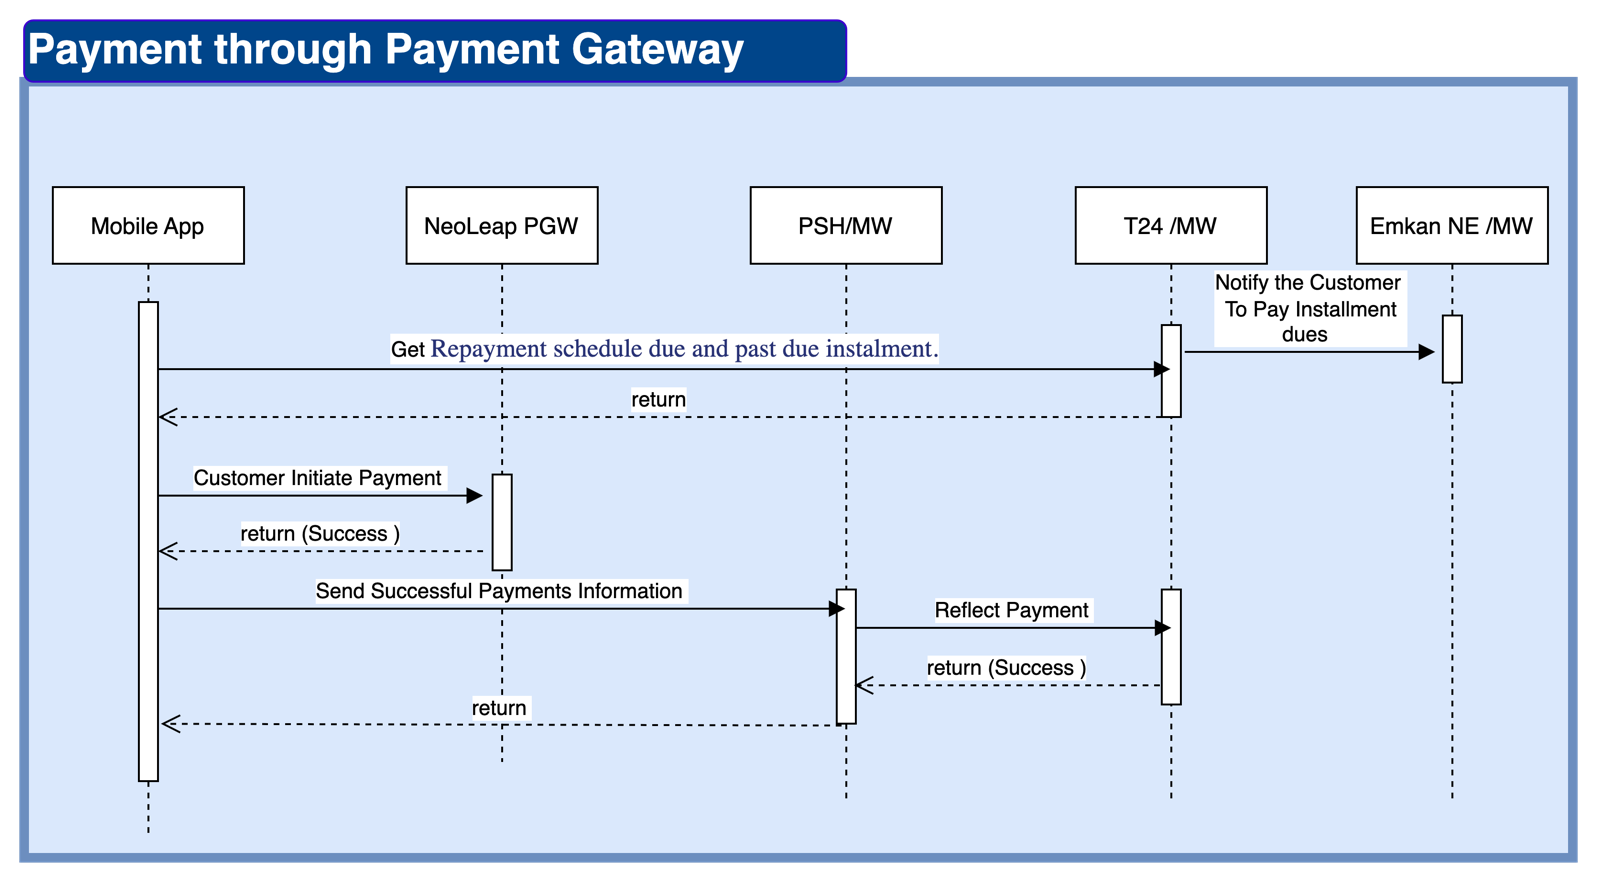 Payment through Payment Gateway
Mobile App
NeoLeap PGW
PSH/MW
T24 /MW
Emkan NE /MW
Notify the Customer
To Pay Installment
dues
Get Repayment schedule due and past due instalment.
return
Customer Initiate Payment
return (Success )
Send Successful Payments Information
Reflect Payment
return (Success )
return